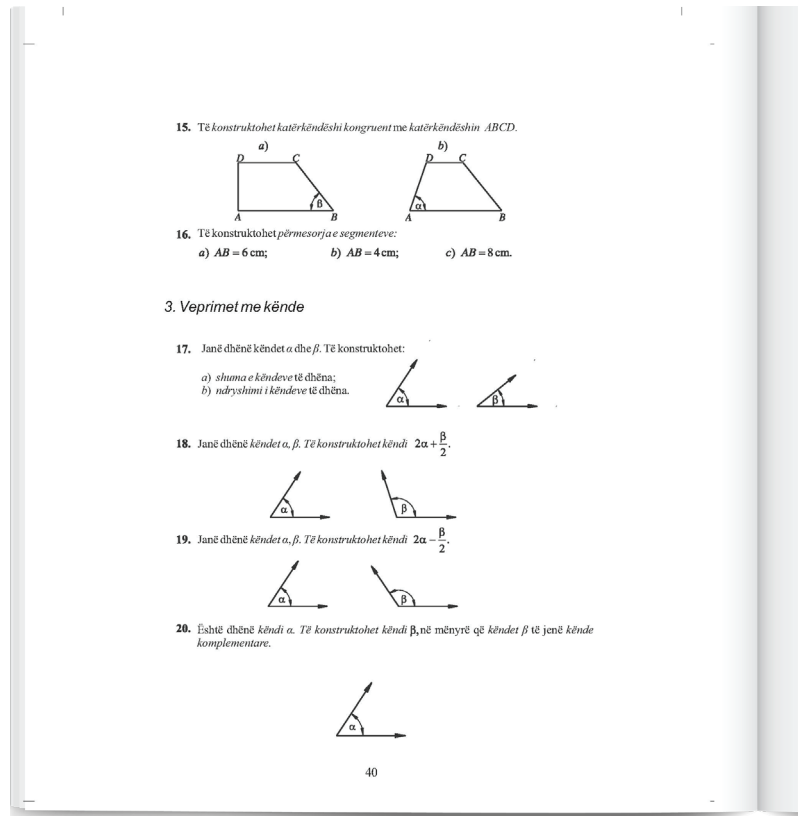 15. Të konstruktohet katërkëndëshi kongruent me katërkëndëshin ABCD.
a) b)
D C D C
β α
A B A B
16. Të konstruktohet përmesorja e segmenteve:
a) AB = 6 cm; b) AB = 4 cm; c) AB = 8 cm.
3. Veprimet me kënde
17. Janë dhënë këndet α dhe β. Të konstruktohet:
a) shuma e këndeve të dhëna;
b) ndryshimi i këndeve të dhëna.
α β
18. Janë dhënë këndet α, β. Të konstruktohet këndi 2α + β/2.
α β
19. Janë dhënë këndet α, β. Të konstruktohet këndi 2α − β/2.
α β
20. Është dhënë këndi α. Të konstruktohet këndi β, në mënyrë që këndet β të jenë kënde
komplementare.
α
40